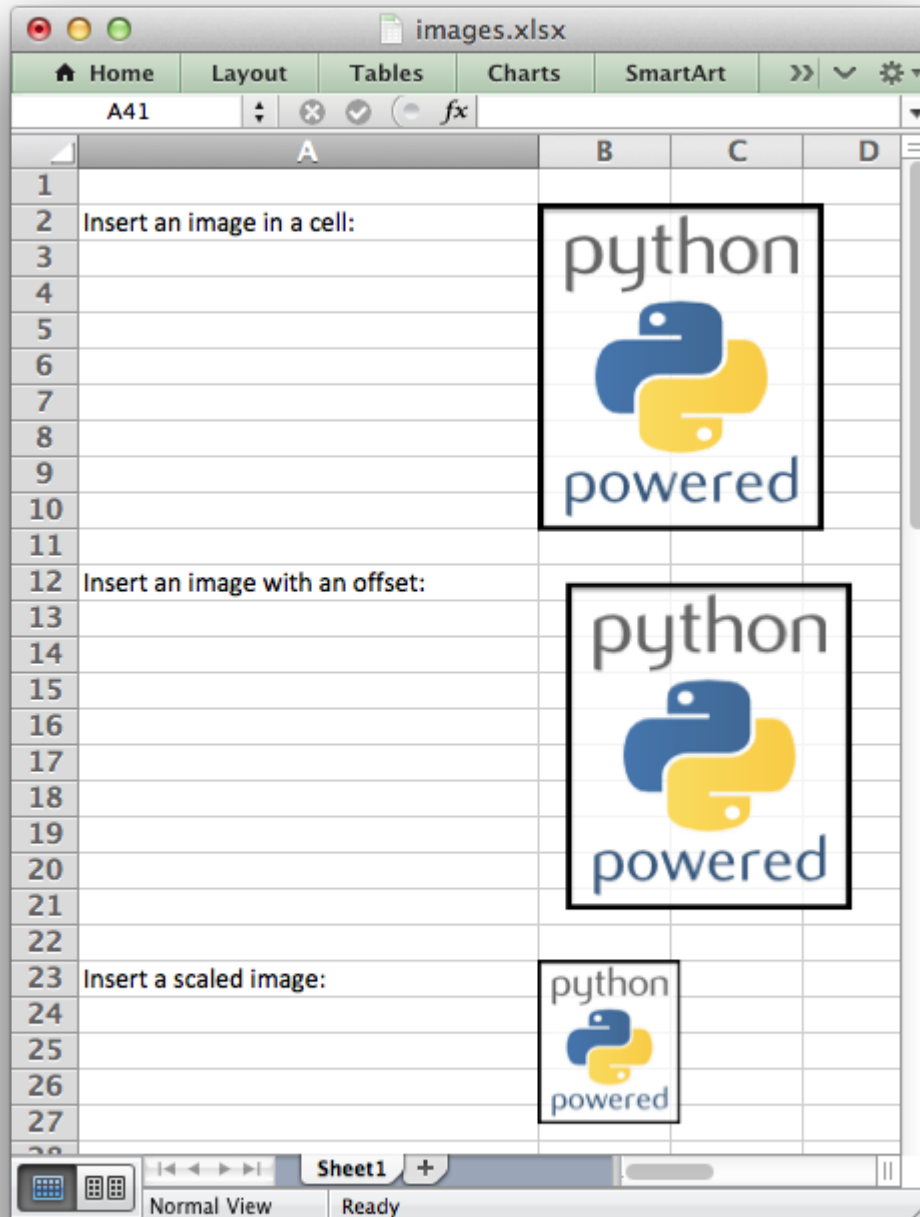 images.xlsx
Home Layout Tables Charts SmartArt
A41 fx
A B C D
1
2 Insert an image in a cell:
python
3
4
5
6
7
8
9
powered
10
11
12 Insert an image with an offset:
13
python
14
15
16
17
18
19
20
powered
21
22
23 Insert a scaled image:
python
24
25
26
powered
27
28
Sheet1 +
Normal View Ready